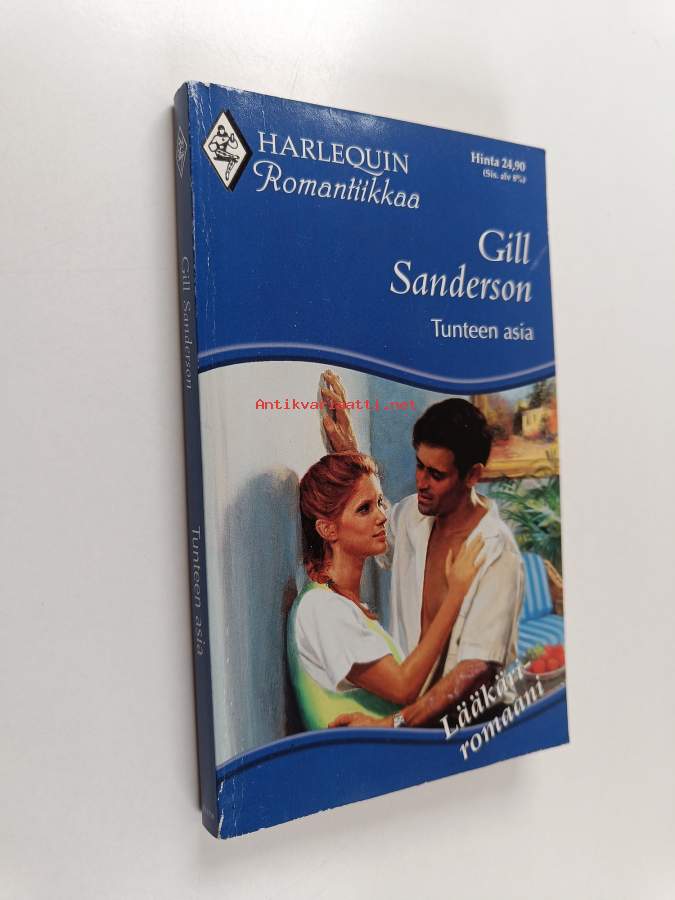 HARLEQUIN
Romantiikkaa
Hinta 24,90
(Sis. alv 8%)
Gill
Sanderson
Tunteen asia
Antikvariaatti.net
Lääkäri-
romaani
Gill Sanderson
Tunteen asia